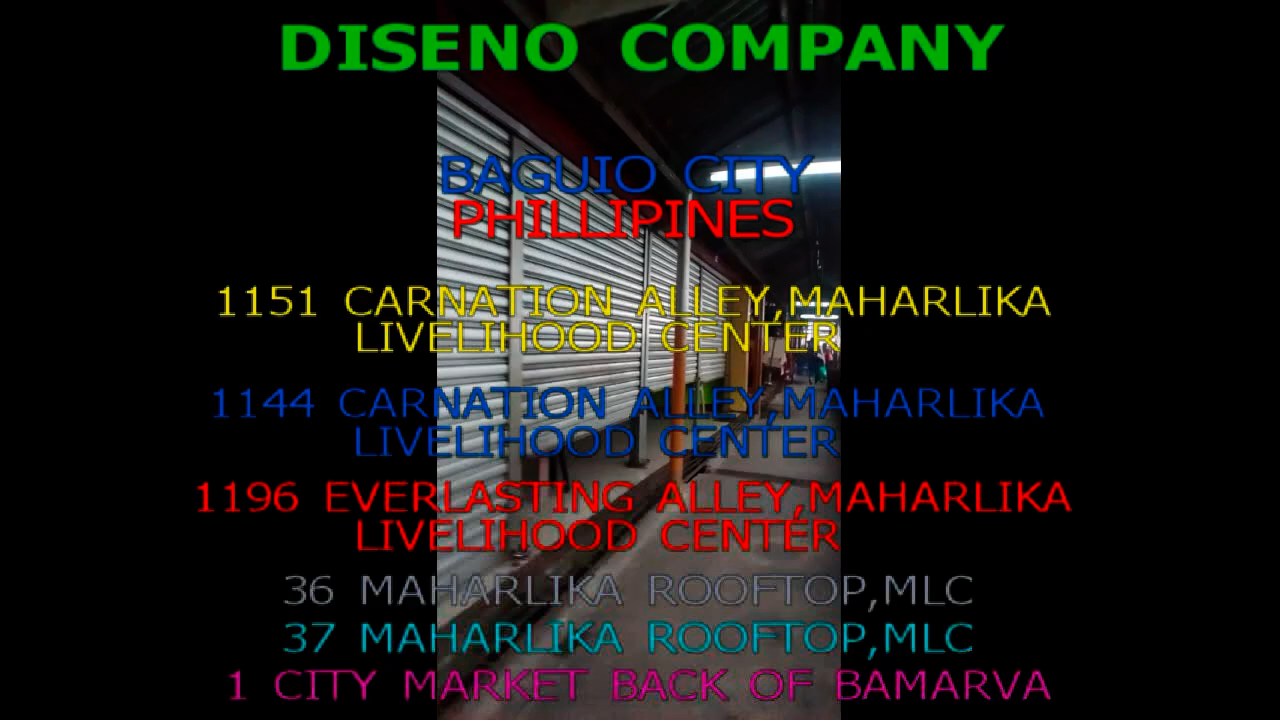 DISENO COMPANY
BAGUIO CITY
PHILLIPINES
1151 CARNATION ALLEY,MAHARLIKA
LIVELIHOOD CENTER
1144 CARNATION ALLEY,MAHARLIKA
LIVELIHOOD CENTER
1196 EVERLASTING ALLEY,MAHARLIKA
LIVELIHOOD CENTER
36 MAHARLIKA ROOFTOP,MLC
37 MAHARLIKA ROOFTOP,MLC
1 CITY MARKET BACK OF BAMARVA